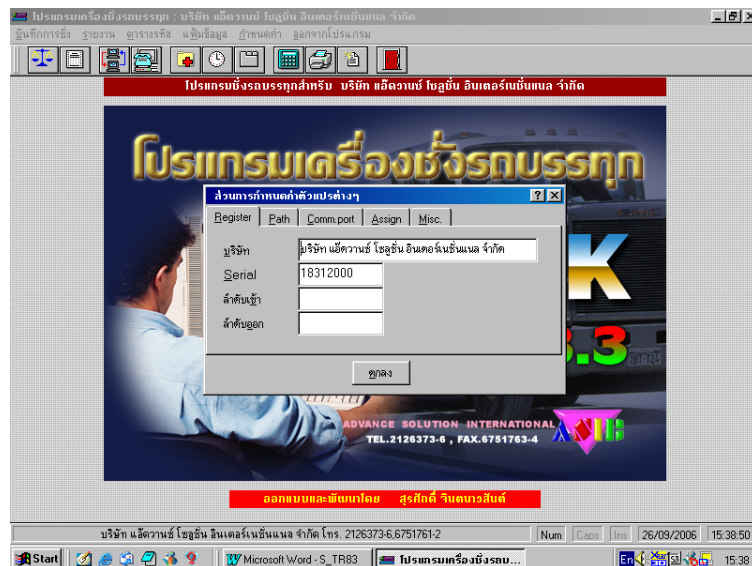 โปรแกรมเครื่องชั่งรถบรรทุก : บริษัท แอ๊ดวานซ์ โซลูชั่น อินเตอร์เนชั่นแนล จำกัด
บันทึกการชั่ง รายงาน ตารางรหัส แฟ้มข้อมูล กำหนดค่า ออกจากโปรแกรม
โปรแกรมชั่งรถบรรทุกสำหรับ บริษัท แอ๊ดวานซ์ โซลูชั่น อินเตอร์เนชั่นแนล จำกัด
โปรแกรมเครื่องชั่งรถบรรทุก
ส่วนการกำหนดค่าตัวแปรต่างๆ
Register Path Comm.port Assign Misc.
บริษัท บริษัท แอ๊ดวานซ์ โซลูชั่น อินเตอร์เนชั่นแนล จำกัด
Serial 18312000
ลำดับเข้า
ลำดับออก
K
.3
ตกลง
ADVANCE SOLUTION INTERNATIONAL
TEL.2126373-6 , FAX.6751763-4
ออกแบบและพัฒนาโดย สุรศักดิ์ จินตนาวสันต์
บริษัท แอ๊ดวานซ์ โซลูชั่น อินเตอร์เนชั่นแนล จำกัด โทร. 2126373-6,6751761-2 Num Caps Ins 26/09/2006 15:38:50
Start Microsoft Word - S_TR83 โปรแกรมเครื่องชั่งรถบ... En 15:38